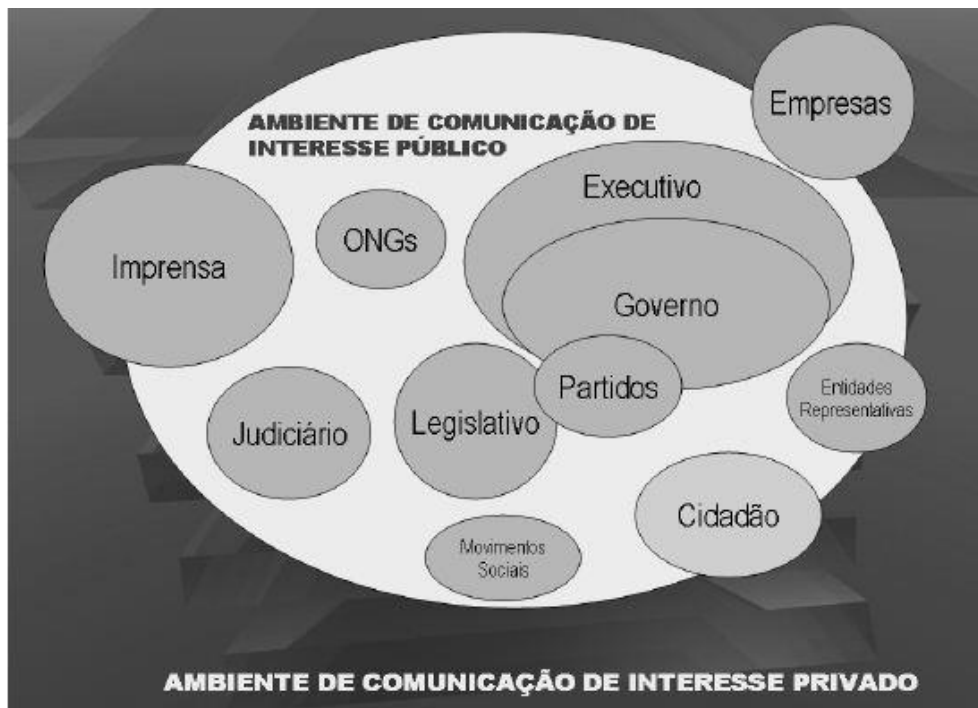 Empresas
AMBIENTE DE COMUNICAÇÃO DE
INTERESSE PÚBLICO
Executivo
ONGs
Imprensa
Governo
Partidos
Entidades
Representativas
Legislativo
Judiciário
Cidadão
Movimentos
Sociais
AMBIENTE DE COMUNICAÇÃO DE INTERESSE PRIVADO